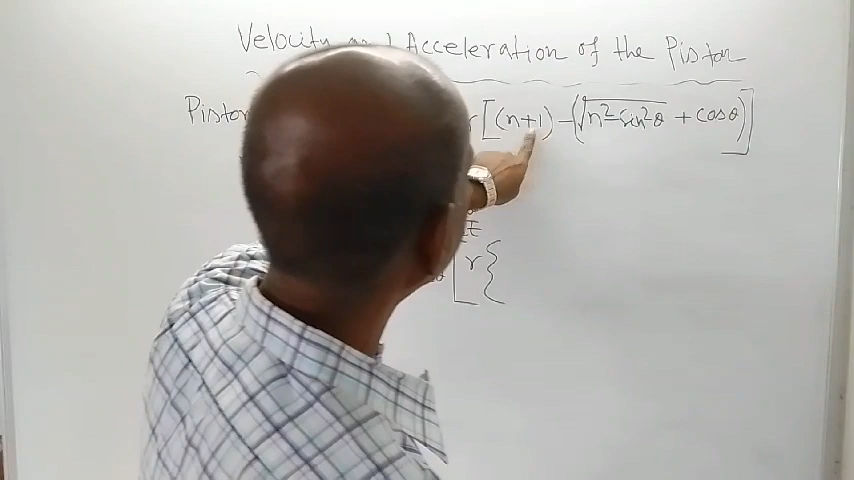 Velocity and Acceleration of the Piston
Piston r[(n+1)-(√n²-Sin²θ + Cosθ)]
[r{